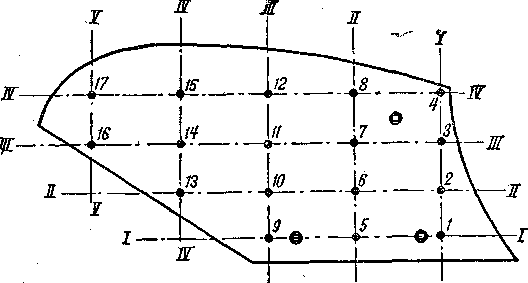 V IV III II I
IV 17 15 12 8 4 IV
III 16 14 11 7 3 III
II 13 10 6 2 II
V
I 9 5 1 I
IV